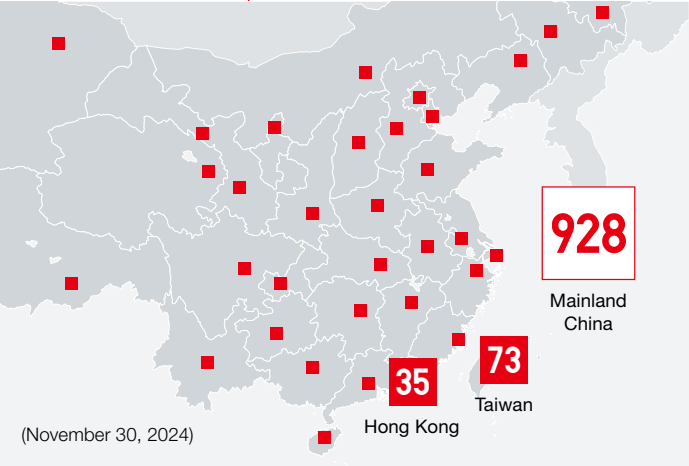 928
Mainland
China
73
Taiwan
35
Hong Kong
(November 30, 2024)